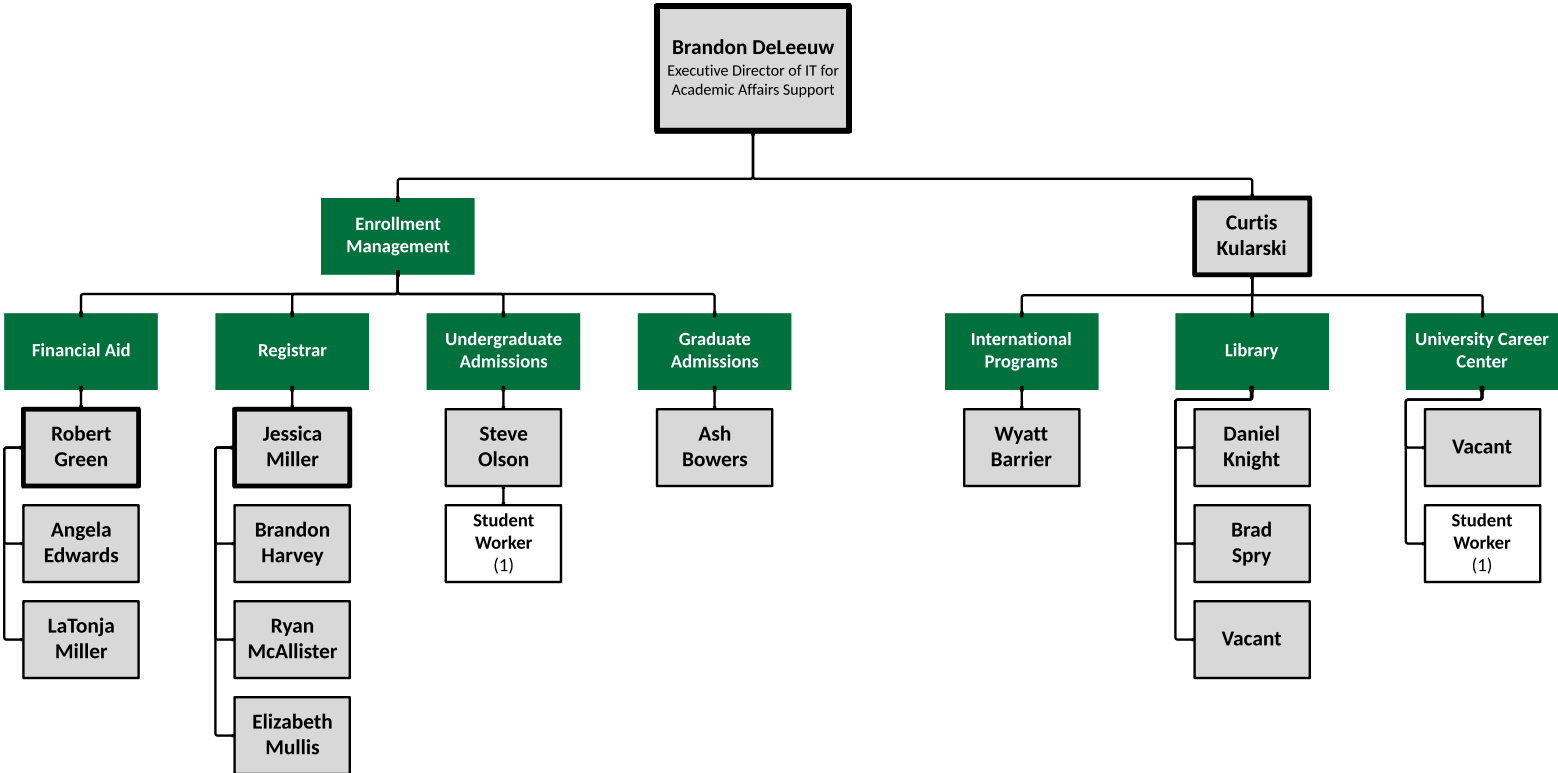 Brandon DeLeeuw
Executive Director of IT for
Academic Affairs Support
Enrollment
Management
Curtis
Kularski
Financial Aid
Registrar
Undergraduate
Admissions
Graduate
Admissions
International
Programs
Library
University Career
Center
Robert
Green
Jessica
Miller
Steve
Olson
Ash
Bowers
Wyatt
Barrier
Daniel
Knight
Vacant
Angela
Edwards
Brandon
Harvey
Student
Worker
(1)
Brad
Spry
Student
Worker
(1)
LaTonja
Miller
Ryan
McAllister
Vacant
Elizabeth
Mullis